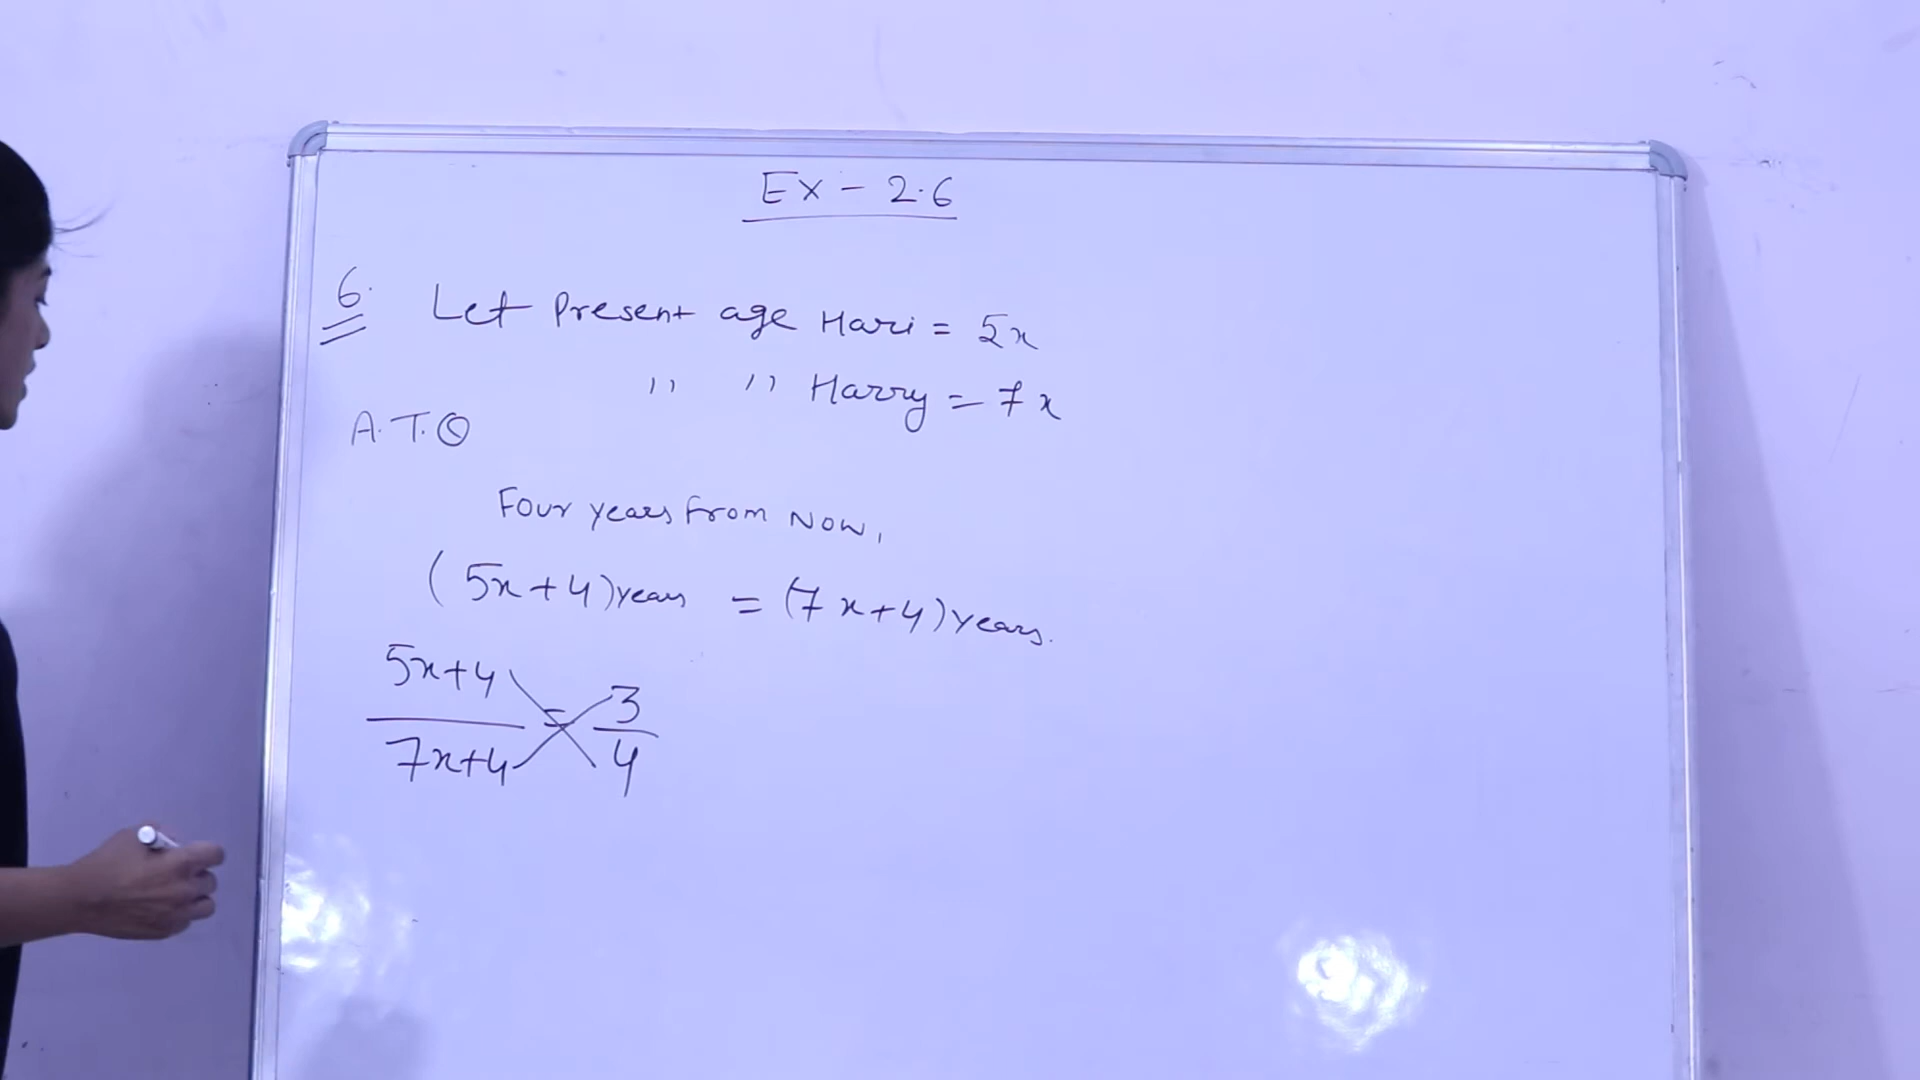 Ex - 2.6
6. Let Present age Hari = 5x
" " Harry = 7x
A.T.Q
Four years from now,
(5x+4)years = (7x+4)years.
5x+4 / 7x+4 = 3 / 4